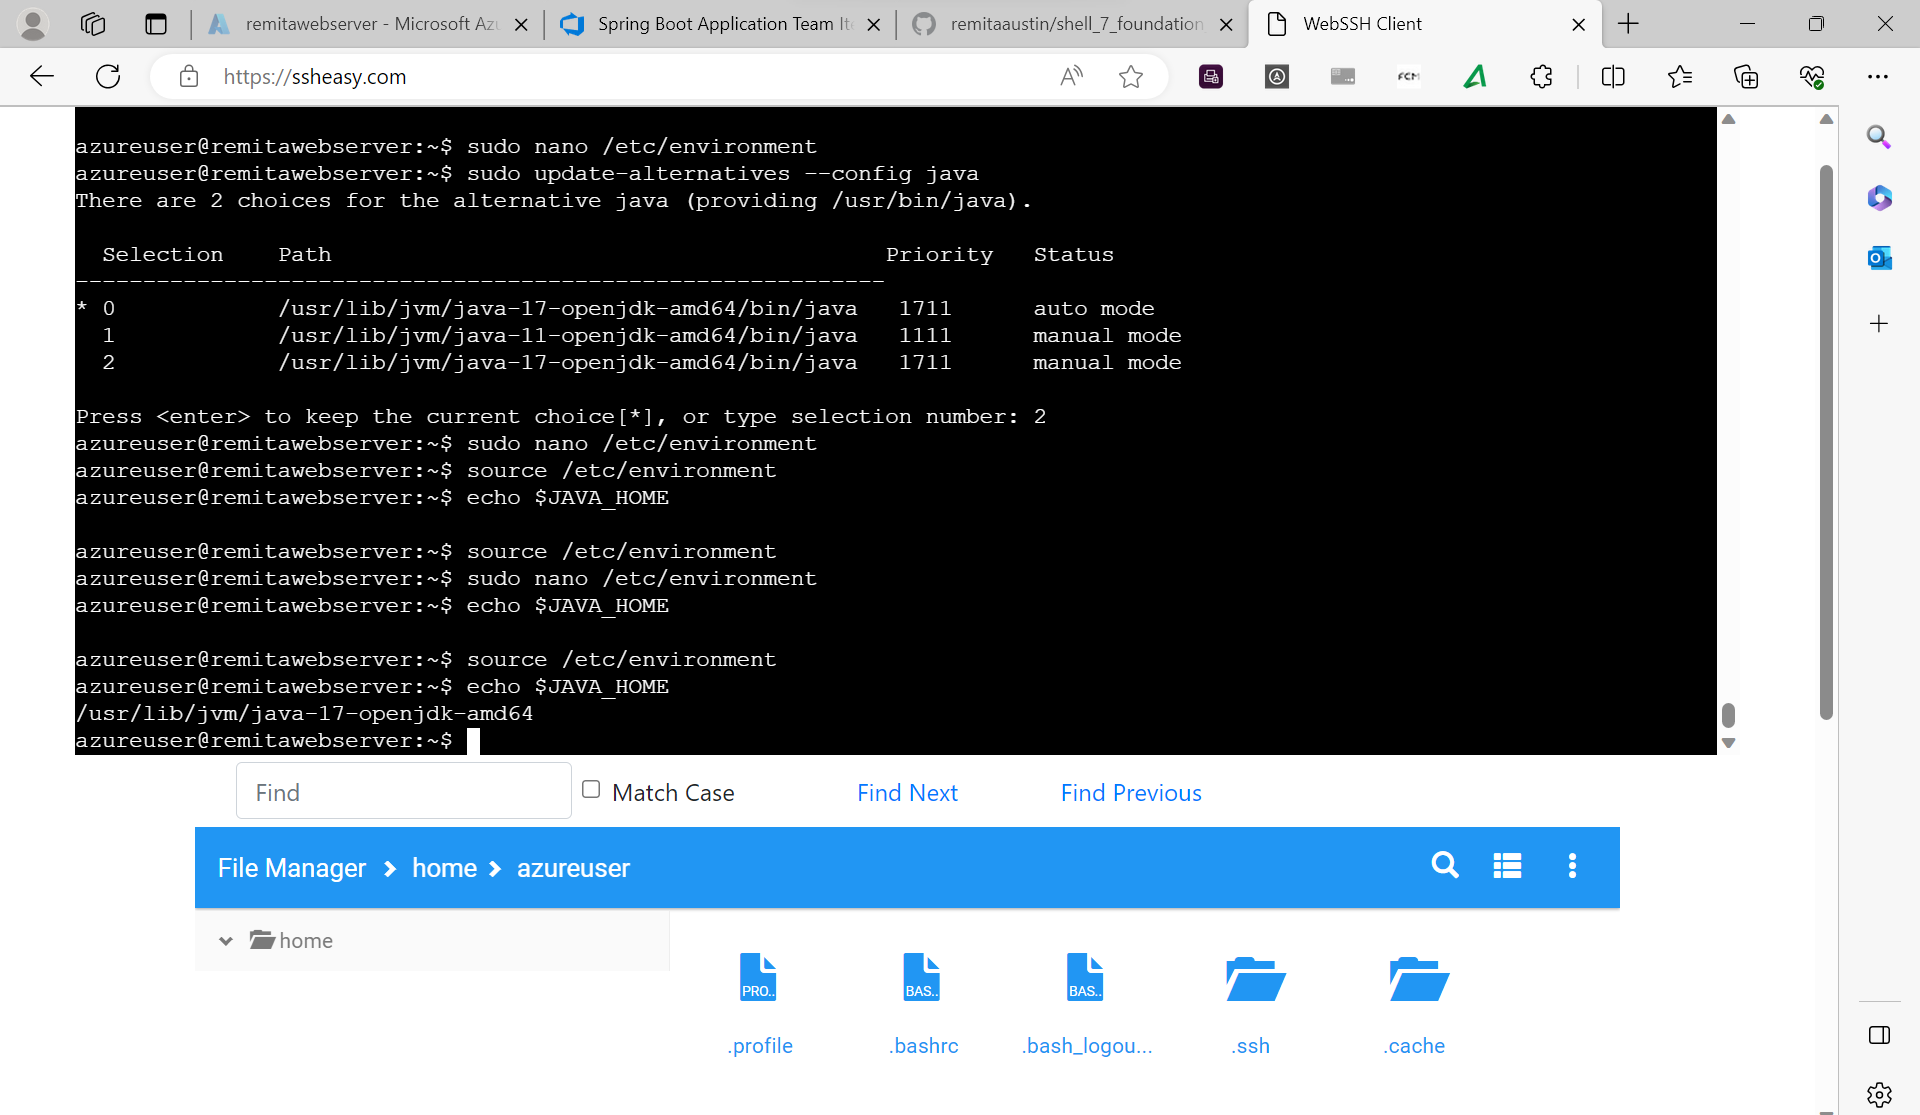 remitawebserver - Microsoft Az
Spring Boot Application Team It
remitaaustin/shell_7_foundation
WebSSH Client
https://ssheasy.com
FCM
azureuser@remitawebserver:~$ sudo nano /etc/environment
azureuser@remitawebserver:~$ sudo update-alternatives --config java
There are 2 choices for the alternative java (providing /usr/bin/java).
Selection Path Priority Status
------------------------------------------------------------
* 0 /usr/lib/jvm/java-17-openjdk-amd64/bin/java 1711 auto mode
1 /usr/lib/jvm/java-11-openjdk-amd64/bin/java 1111 manual mode
2 /usr/lib/jvm/java-17-openjdk-amd64/bin/java 1711 manual mode
Press <enter> to keep the current choice[*], or type selection number: 2
azureuser@remitawebserver:~$ sudo nano /etc/environment
azureuser@remitawebserver:~$ source /etc/environment
azureuser@remitawebserver:~$ echo $JAVA_HOME
azureuser@remitawebserver:~$ source /etc/environment
azureuser@remitawebserver:~$ sudo nano /etc/environment
azureuser@remitawebserver:~$ echo $JAVA_HOME
azureuser@remitawebserver:~$ source /etc/environment
azureuser@remitawebserver:~$ echo $JAVA_HOME
/usr/lib/jvm/java-17-openjdk-amd64
azureuser@remitawebserver:~$
Find
Match Case
Find Next
Find Previous
File Manager > home > azureuser
home
PRO..
BAS..
BAS..
.profile
.bashrc
.bash_logou...
.ssh
.cache